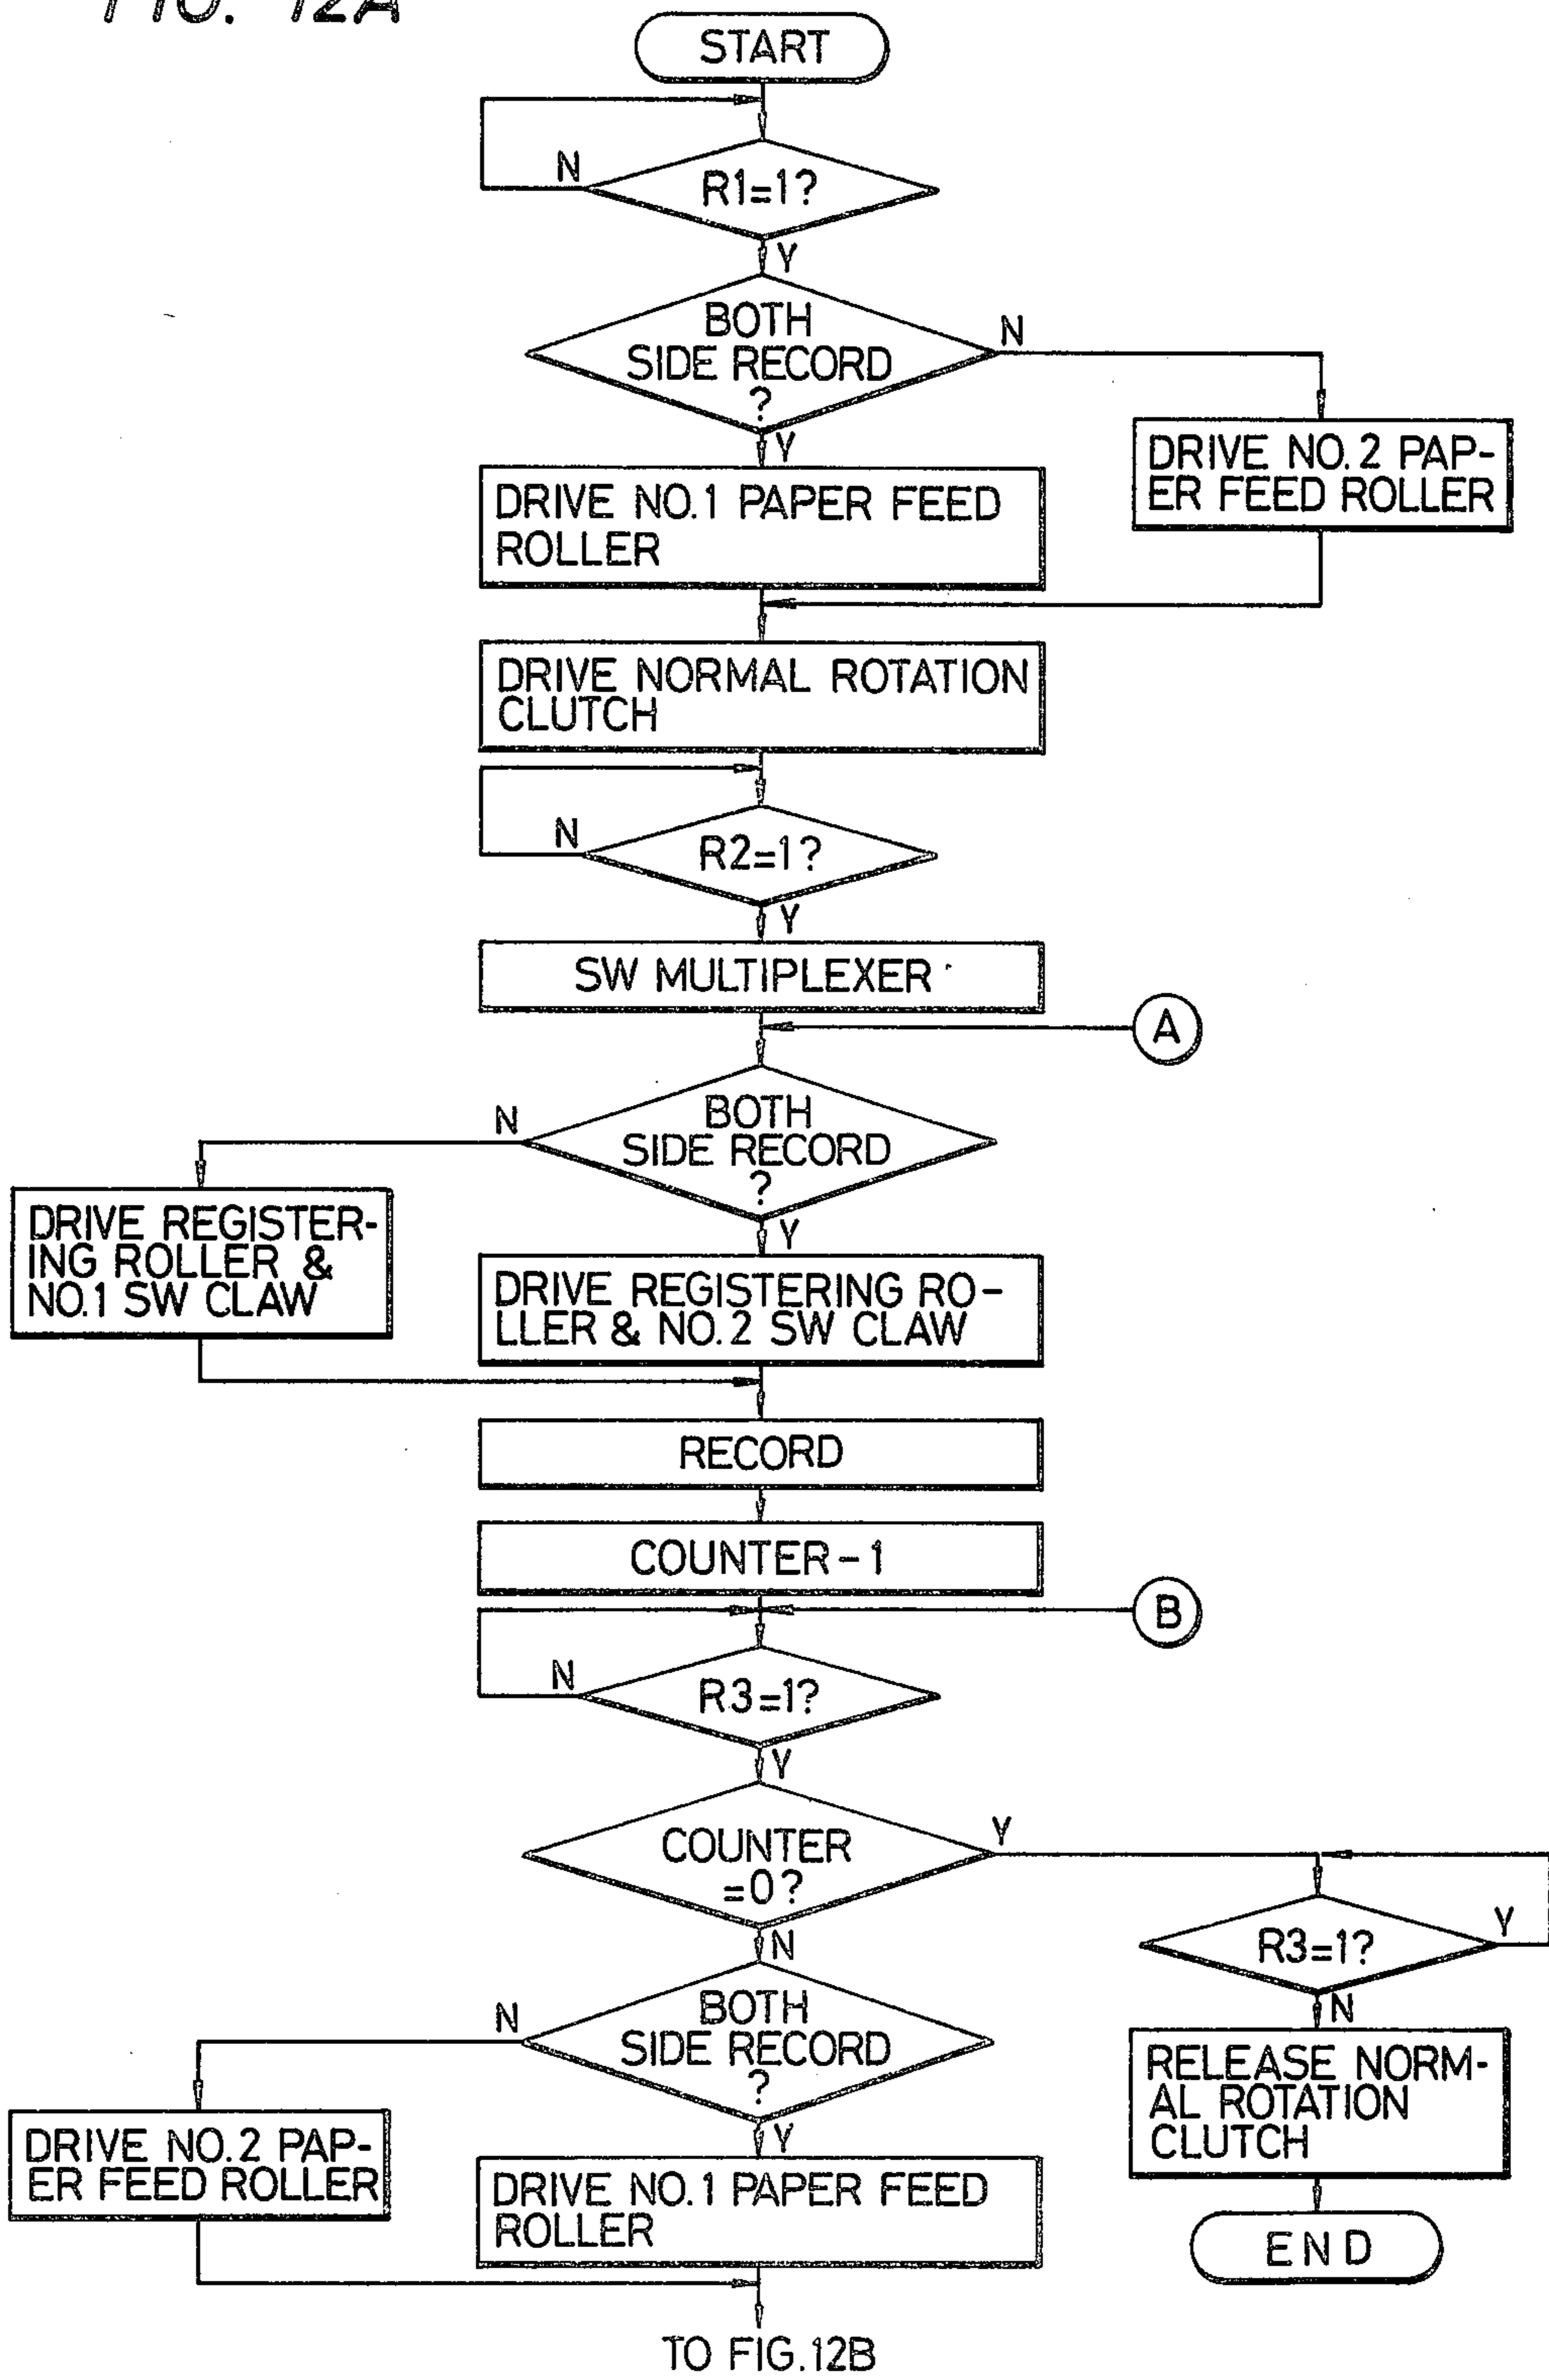 FIG. 12A
START
N
R1=1?
Y
BOTH
SIDE RECORD
?
N
Y
DRIVE NO.1 PAPER FEED
ROLLER
DRIVE NO.2 PAP-
ER FEED ROLLER
DRIVE NORMAL ROTATION
CLUTCH
N
R2=1?
Y
SW MULTIPLEXER
A
N
BOTH
SIDE RECORD
?
Y
DRIVE REGISTER-
ING ROLLER &
NO.1 SW CLAW
DRIVE REGISTERING RO-
LLER & NO.2 SW CLAW
RECORD
COUNTER-1
B
N
R3=1?
Y
COUNTER
=0?
Y
N
R3=1?
Y
N
N
BOTH
SIDE RECORD
?
Y
RELEASE NORM-
AL ROTATION
CLUTCH
DRIVE NO.2 PAP-
ER FEED ROLLER
DRIVE NO.1 PAPER FEED
ROLLER
END
TO FIG.12B